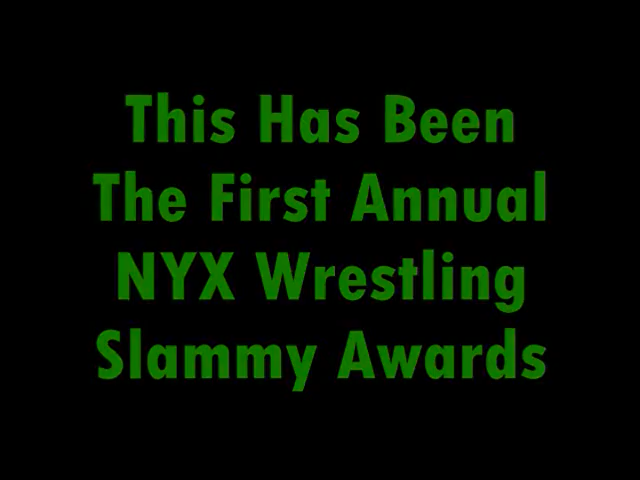 This Has Been
The First Annual
NYX Wrestling
Slammy Awards